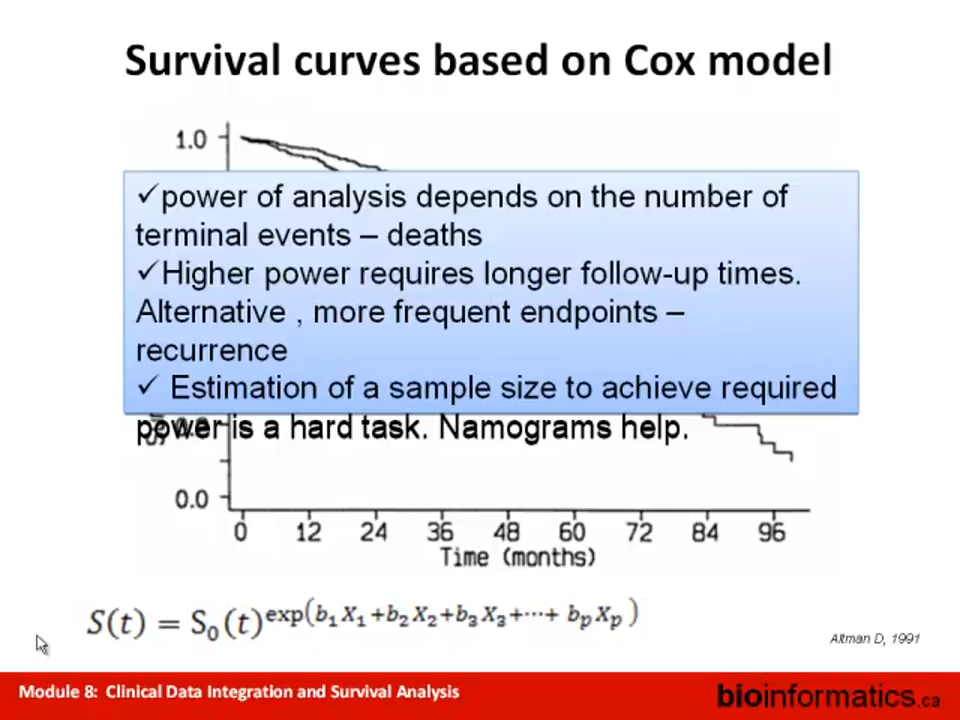 Survival curves based on Cox model
1.0
✓power of analysis depends on the number of
terminal events – deaths
✓Higher power requires longer follow-up times.
Alternative , more frequent endpoints –
recurrence
✓ Estimation of a sample size to achieve required
power is a hard task. Namograms help.
0.0
0 12 24 36 48 60 72 84 96
Time (months)
S(t) = S₀(t)^exp(b₁X₁+b₂X₂+b₃X₃+⋯+ bₚXₚ)
Altman D, 1991
Module 8: Clinical Data Integration and Survival Analysis
bioinformatics.ca